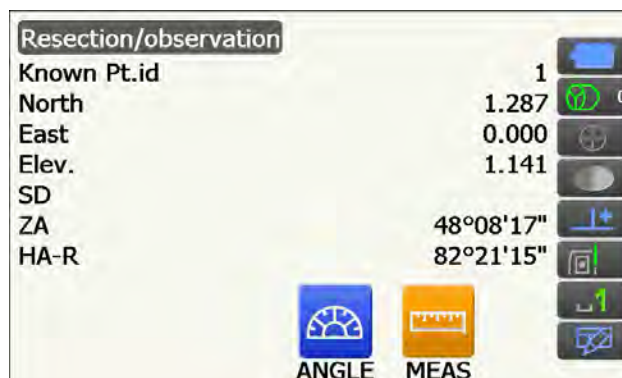 Resection/observation
Known Pt.id 1
North 1.287
East 0.000
Elev. 1.141
SD
ZA 48°08'17"
HA-R 82°21'15"
ANGLE MEAS